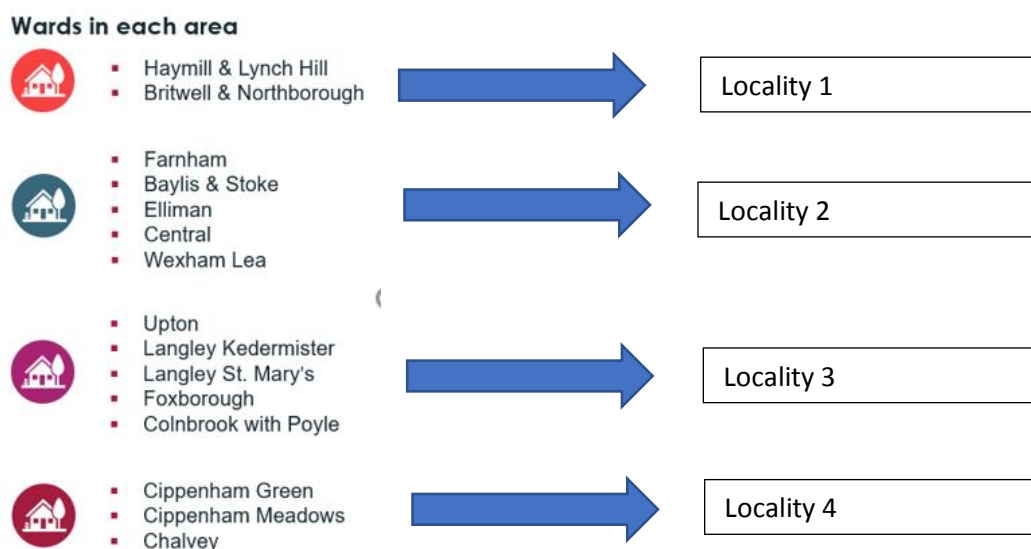 Wards in each area
Haymill & Lynch Hill
Britwell & Northborough
Locality 1
Farnham
Baylis & Stoke
Elliman
Central
Wexham Lea
Locality 2
Upton
Langley Kedermister
Langley St. Mary's
Foxborough
Colnbrook with Poyle
Locality 3
Cippenham Green
Cippenham Meadows
Chalvey
Locality 4